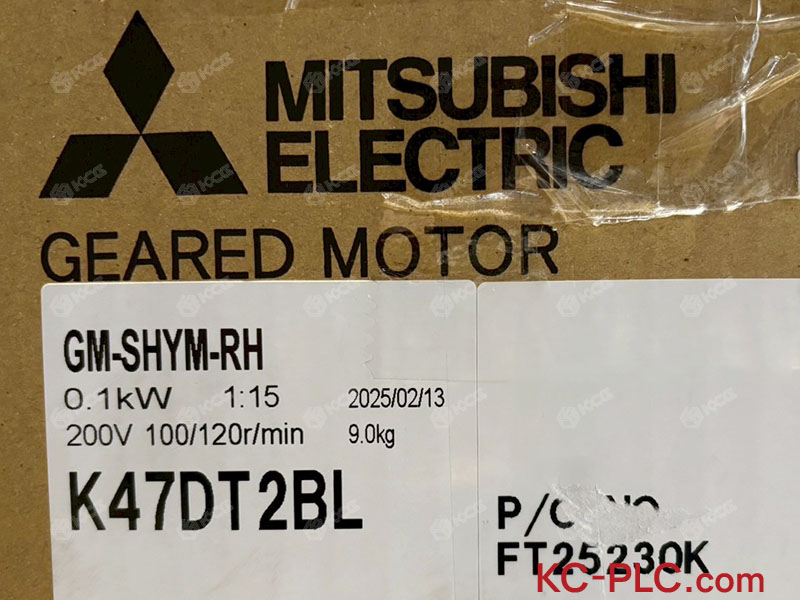 MITSUBISHI
ELECTRIC
GEARED MOTOR
GM-SHYM-RH
0.1kW 1:15 2025/02/13
200V 100/120r/min 9.0kg
K47DT2BL
FT25230K
KC-PLC.com